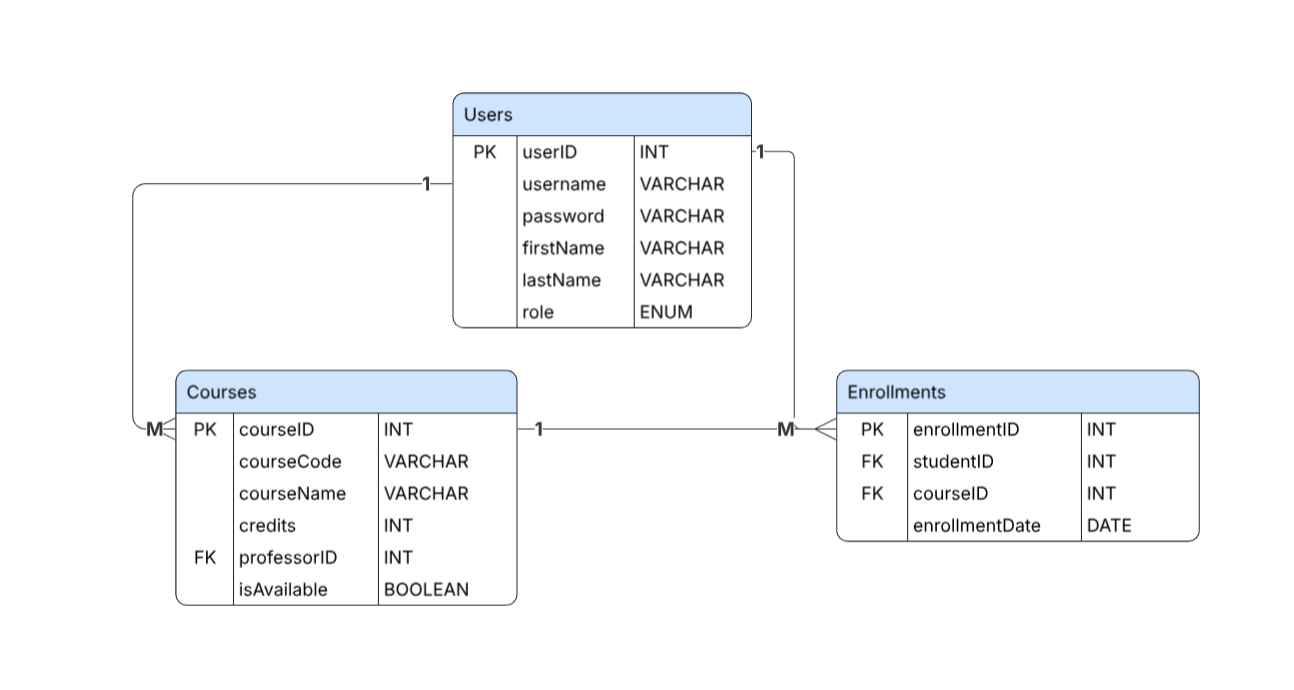 Users
PK userID INT
username VARCHAR
password VARCHAR
firstName VARCHAR
lastName VARCHAR
role ENUM
1
1
Courses
PK courseID INT
courseCode VARCHAR
courseName VARCHAR
credits INT
FK professorID INT
isAvailable BOOLEAN
M
1
M
Enrollments
PK enrollmentID INT
FK studentID INT
FK courseID INT
enrollmentDate DATE